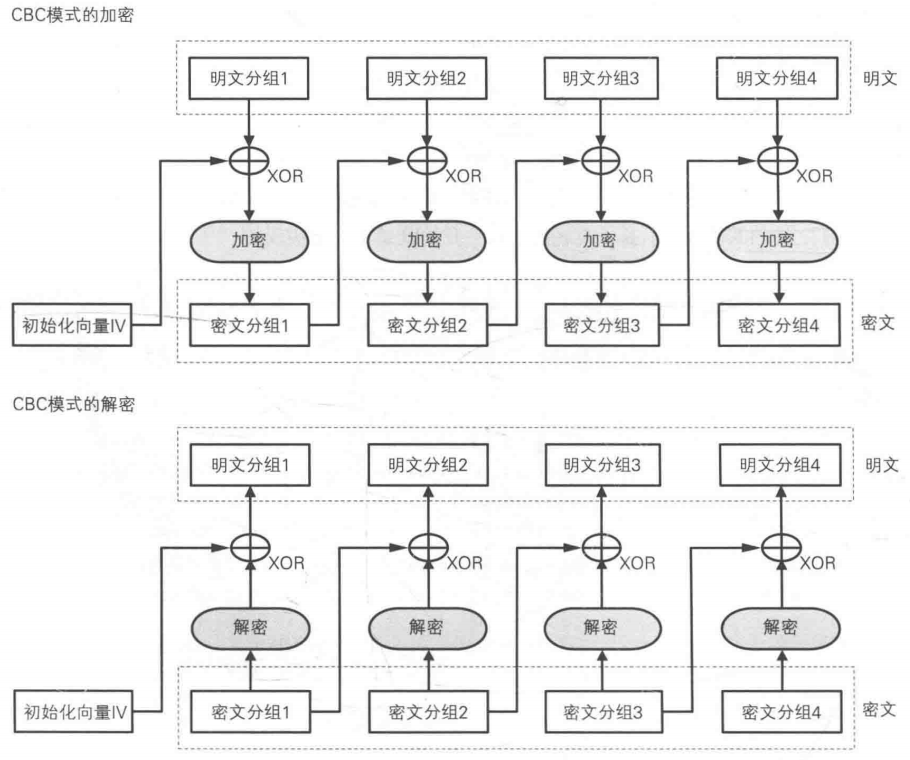 CBC模式的加密
明文分组1 明文分组2 明文分组3 明文分组4 明文
XOR XOR XOR XOR
加密 加密 加密 加密
初始化向量IV 密文分组1 密文分组2 密文分组3 密文分组4 密文
CBC模式的解密
明文分组1 明文分组2 明文分组3 明文分组4 明文
XOR XOR XOR XOR
解密 解密 解密 解密
初始化向量IV 密文分组1 密文分组2 密文分组3 密文分组4 密文